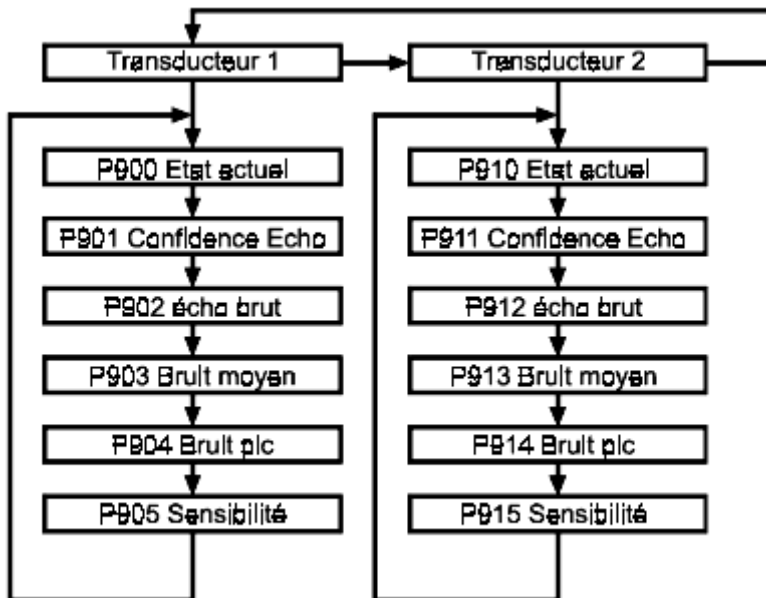 Transducteur 1
Transducteur 2
P900 Etat actuel
P910 Etat actuel
P901 Confidence Echo
P911 Confidence Echo
P902 écho brut
P912 écho brut
P903 Bruit moyen
P913 Bruit moyen
P904 Bruit pic
P914 Bruit pic
P905 Sensibilité
P915 Sensibilité